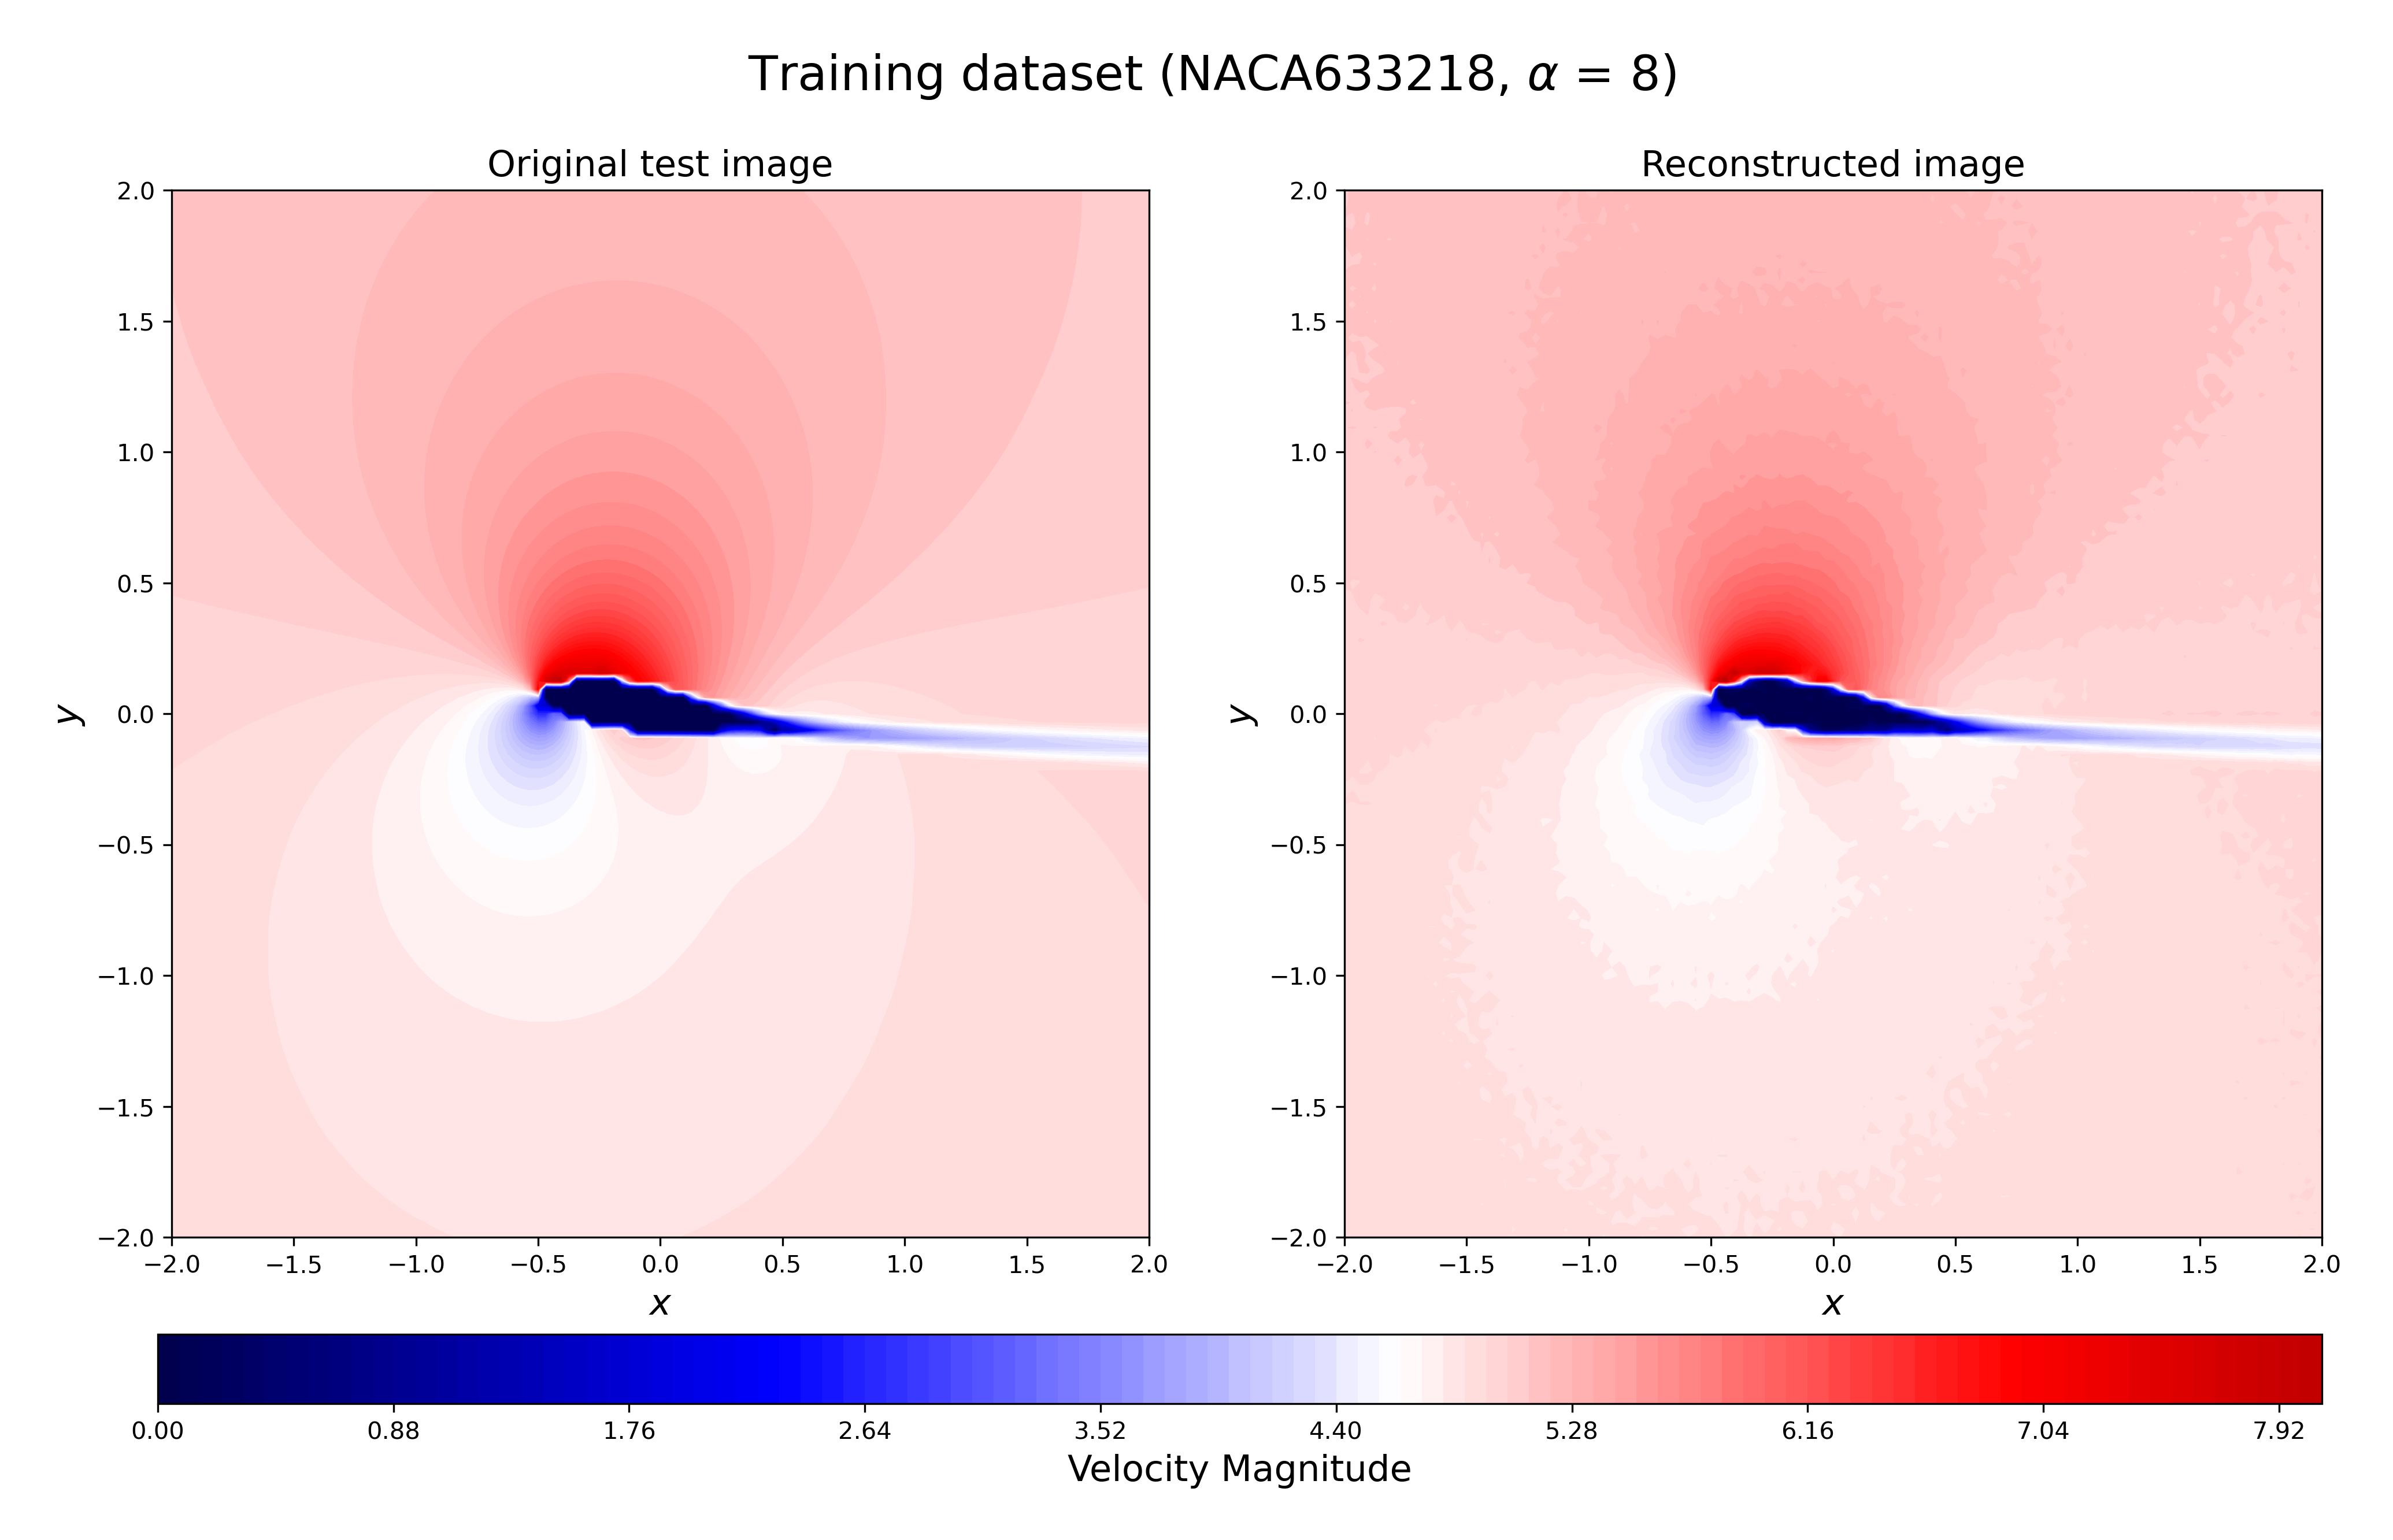 Training dataset (NACA633218, α = 8)
Original test image
2.0
1.5
1.0
0.5
0.0
−0.5
−1.0
−1.5
−2.0
y
−2.0 −1.5 −1.0 −0.5 0.0 0.5 1.0 1.5 2.0
x
Reconstructed image
2.0
1.5
1.0
0.5
0.0
−0.5
−1.0
−1.5
−2.0
y
−2.0 −1.5 −1.0 −0.5 0.0 0.5 1.0 1.5 2.0
x
0.00 0.88 1.76 2.64 3.52 4.40 5.28 6.16 7.04 7.92
Velocity Magnitude